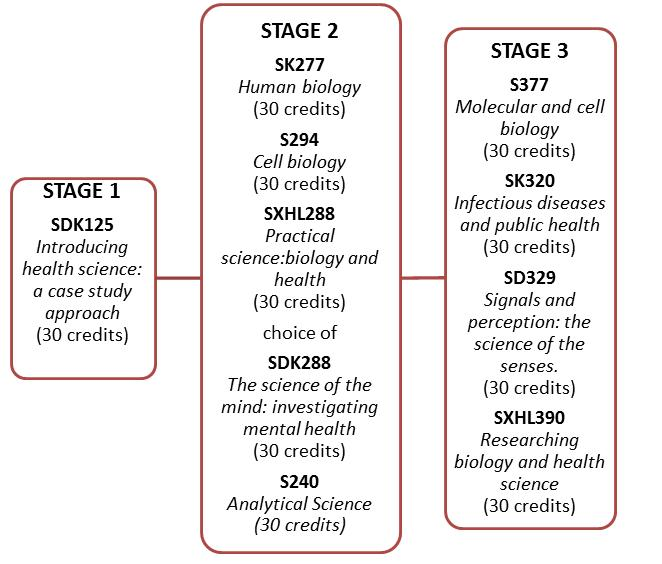 STAGE 1
SDK125
Introducing
health science:
a case study
approach
(30 credits)
STAGE 2
SK277
Human biology
(30 credits)
S294
Cell biology
(30 credits)
SXHL288
Practical
science:biology and
health
(30 credits)
choice of
SDK288
The science of the
mind: investigating
mental health
(30 credits)
S240
Analytical Science
(30 credits)
STAGE 3
S377
Molecular and cell
biology
(30 credits)
SK320
Infectious diseases
and public health
(30 credits)
SD329
Signals and
perception: the
science of the
senses.
(30 credits)
SXHL390
Researching
biology and health
science
(30 credits)